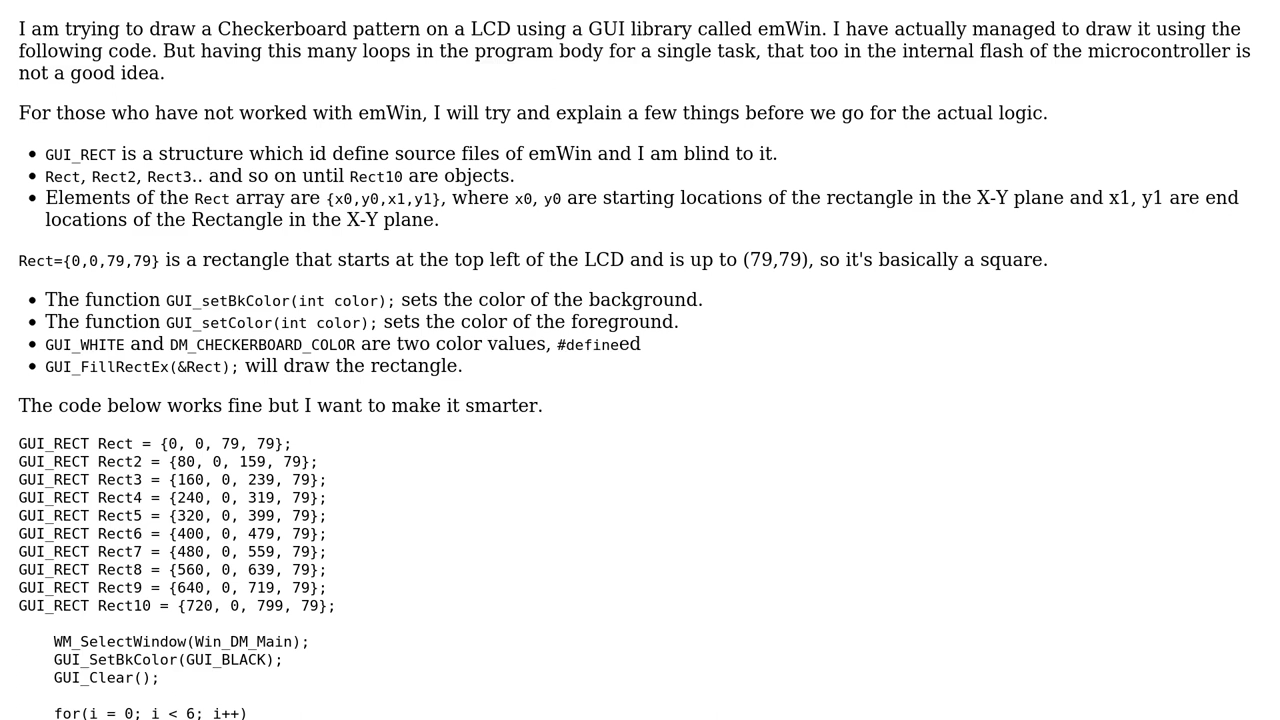 I am trying to draw a Checkerboard pattern on a LCD using a GUI library called emWin. I have actually managed to draw it using the
following code. But having this many loops in the program body for a single task, that too in the internal flash of the microcontroller is
not a good idea.
For those who have not worked with emWin, I will try and explain a few things before we go for the actual logic.
• GUI_RECT is a structure which id define source files of emWin and I am blind to it.
• Rect, Rect2, Rect3.. and so on until Rect10 are objects.
• Elements of the Rect array are {x0,y0,x1,y1}, where x0, y0 are starting locations of the rectangle in the X-Y plane and x1, y1 are end
locations of the Rectangle in the X-Y plane.
Rect={0,0,79,79} is a rectangle that starts at the top left of the LCD and is up to (79,79), so it's basically a square.
• The function GUI_setBkColor(int color); sets the color of the background.
• The function GUI_setColor(int color); sets the color of the foreground.
• GUI_WHITE and DM_CHECKERBOARD_COLOR are two color values, #defineed
• GUI_FillRectEx(&Rect); will draw the rectangle.
The code below works fine but I want to make it smarter.
GUI_RECT Rect = {0, 0, 79, 79};
GUI_RECT Rect2 = {80, 0, 159, 79};
GUI_RECT Rect3 = {160, 0, 239, 79};
GUI_RECT Rect4 = {240, 0, 319, 79};
GUI_RECT Rect5 = {320, 0, 399, 79};
GUI_RECT Rect6 = {400, 0, 479, 79};
GUI_RECT Rect7 = {480, 0, 559, 79};
GUI_RECT Rect8 = {560, 0, 639, 79};
GUI_RECT Rect9 = {640, 0, 719, 79};
GUI_RECT Rect10 = {720, 0, 799, 79};
WM_SelectWindow(Win_DM_Main);
GUI_SetBkColor(GUI_BLACK);
GUI_Clear();
for(i = 0; i < 6; i++)